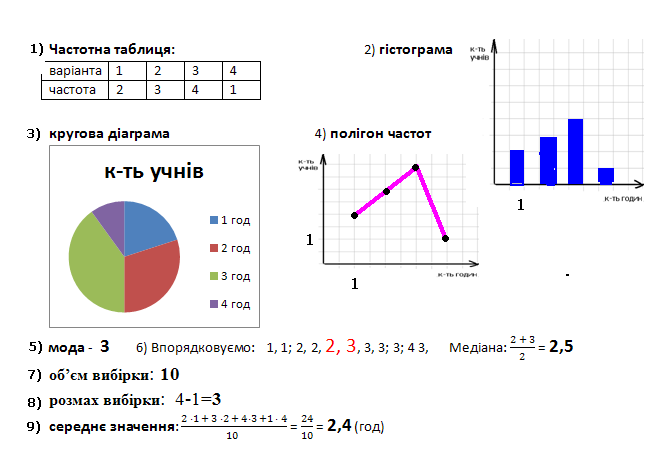 1) Частотна таблиця:
варіанта 1 2 3 4
частота 2 3 4 1
2) гістограма
к-ть учнів
к-ть годин
1
3) кругова діаграма
к-ть учнів
1 год
2 год
3 год
4 год
4) полігон частот
к-ть учнів
1
к-ть годин
1
5) мода - 3 6) Впорядковуємо: 1, 1; 2, 2, 2, 3, 3, 3; 3; 4 3, Медіана: (2 + 3)/2 = 2,5
7) об’єм вибірки: 10
8) розмах вибірки: 4-1=3
9) середнє значення: (2 ·1 + 3 ·2 + 4·3 +1 · 4)/10 = 24/10 = 2,4 (год)